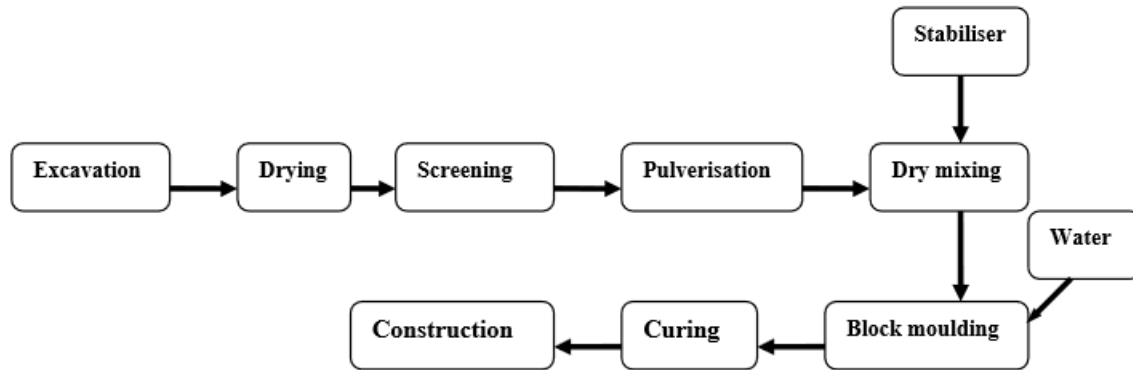 Stabiliser
Excavation
Drying
Screening
Pulverisation
Dry mixing
Water
Construction
Curing
Block moulding